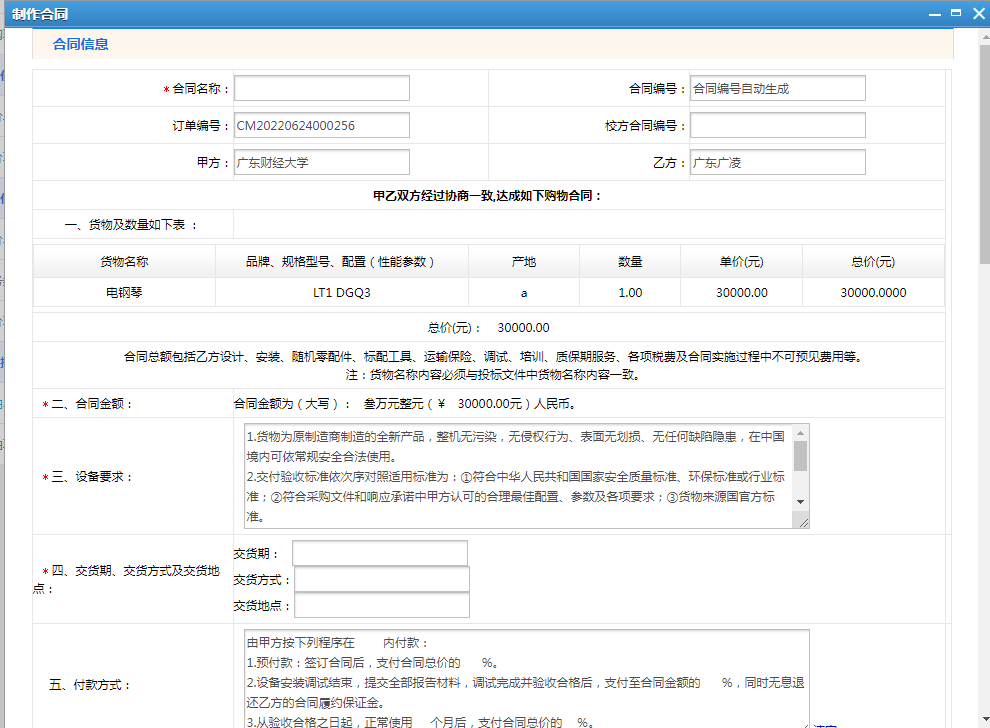 制作合同
合同信息
*合同名称： 合同编号：合同编号自动生成
订单编号：CM20220624000256 校方合同编号：
甲方：广东财经大学 乙方：广东广凌
甲乙双方经过协商一致,达成如下购物合同：
一、货物及数量如下表 ：
货物名称 品牌、规格型号、配置（性能参数） 产地 数量 单价(元) 总价(元)
电钢琴 LT1 DGQ3 a 1.00 30000.00 30000.0000
总价(元)： 30000.00
合同总额包括乙方设计、安装、随机零配件、标配工具、运输保险、调试、培训、质保期服务、各项税费及合同实施过程中不可预见费用等。
注：货物名称内容必须与投标文件中货物名称内容一致。
*二、合同金额： 合同金额为（大写）： 叁万元整元（￥ 30000.00元）人民币。
*三、设备要求：
1.货物为原制造商制造的全新产品，整机无污染，无侵权行为、表面无划损、无任何缺陷隐患，在中国
境内可依常规安全合法使用。
2.交付验收标准依次序对照适用标准为：①符合中华人民共和国国家安全质量标准、环保标准或行业标
准；②符合采购文件和响应承诺中甲方认可的合理最佳配置、参数及各项要求；③货物来源国官方标
准。
*四、交货期、交货方式及交货地
点：
交货期：
交货方式：
交货地点：
五、付款方式：
由甲方按下列程序在 内付款：
1.预付款：签订合同后，支付合同总价的 %。
2.设备安装调试结束，提交全部报告材料，调试完成并验收合格后，支付至合同金额的 %，同时无息退
还乙方的合同履约保证金。
3.从验收合格之日起，正常使用 个月后，支付合同总价的 %。